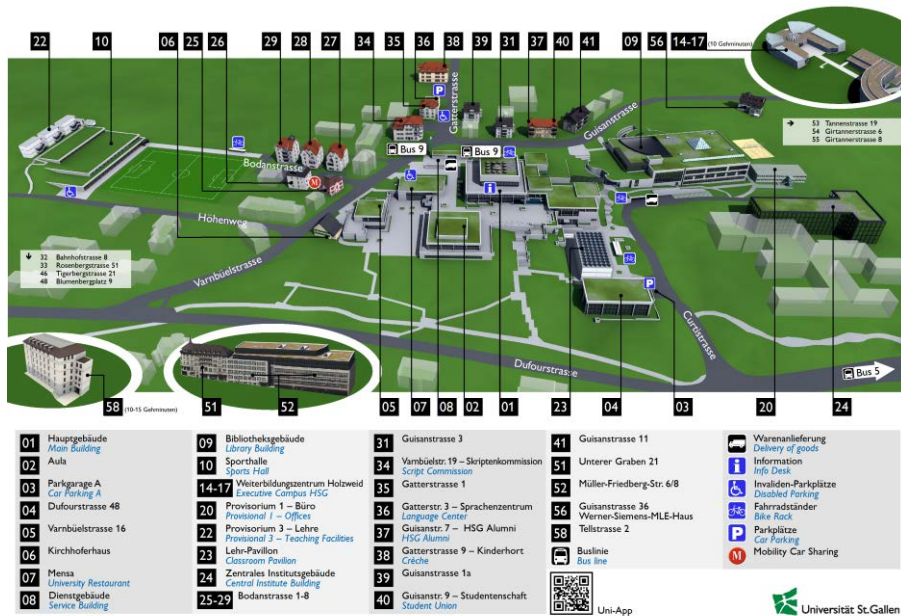 22
10
06
25
26
29
28
27
34
35
36
38
39
31
37
40
41
09
56
14-17 (10 Gehminuten)
Gatterstrasse
Guisanstrasse
Bus 9
Bus 9
Bodanstrasse
Höhenweg
Varnbüelstrasse
Dufourstrasse
Curtistrasse
Bus 5
P
P
M
i
→ 53 Tannenstrasse 19
54 Girtannerstrasse 6
55 Girtannerstrasse 8
↓ 32 Bahnhofstrasse 8
33 Rosenbergstrasse 51
46 Tigerbergstrasse 21
48 Blumenbergplatz 9
58 (10-15 Gehminuten)
51
52
05
07
08
02
01
23
04
03
20
24
01 Hauptgebäude
Main Building
02 Aula
03 Parkgarage A
Car Parking A
04 Dufourstrasse 48
05 Varnbüelstrasse 16
06 Kirchhoferhaus
07 Mensa
University Restaurant
08 Dienstgebäude
Service Building
09 Bibliotheksgebäude
Library Building
10 Sporthalle
Sports Hall
14-17 Weiterbildungszentrum Holzweid
Executive Campus HSG
20 Provisorium 1 – Büro
Provisional 1 – Offices
22 Provisorium 3 – Lehre
Provisional 3 – Teaching Facilities
23 Lehr-Pavillon
Classroom Pavilion
24 Zentrales Institutsgebäude
Central Institute Building
25-29 Bodanstrasse 1-8
31 Guisanstrasse 3
34 Varnbüelstr. 19 – Skriptenkommission
Script Commission
35 Gatterstrasse 1
36 Gatterstr. 3 – Sprachenzentrum
Language Center
37 Guisanstr. 7 – HSG Alumni
HSG Alumni
38 Gatterstrasse 9 – Kinderhort
Crèche
39 Guisanstrasse 1a
40 Guisanstr. 9 – Studentenschaft
Student Union
41 Guisanstrasse 11
51 Unterer Graben 21
52 Müller-Friedberg-Str. 6/8
56 Guisanstrasse 36
Werner-Siemens-MLE-Haus
58 Tellstrasse 2
Buslinie
Bus line
Uni-App
Warenanlieferung
Delivery of goods
i Information
Info Desk
Invaliden-Parkplätze
Disabled Parking
Fahrradständer
Bike Rack
P Parkplätze
Car Parking
M Mobility Car Sharing
Universität St.Gallen